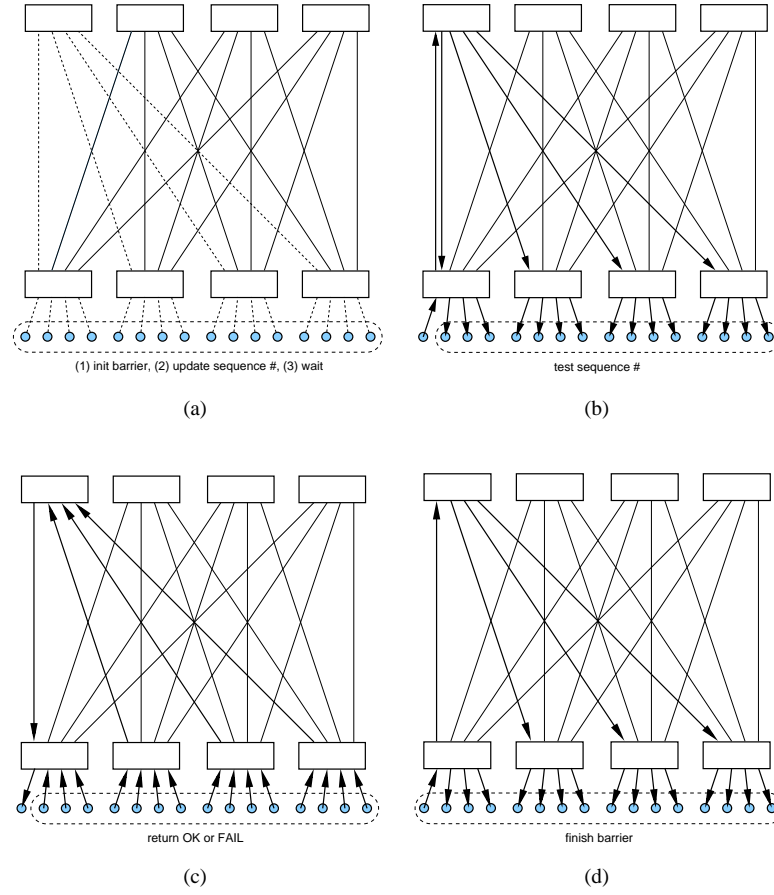 (1) init barrier, (2) update sequence #, (3) wait
test sequence #
(a)
(b)
return OK or FAIL
finish barrier
(c)
(d)